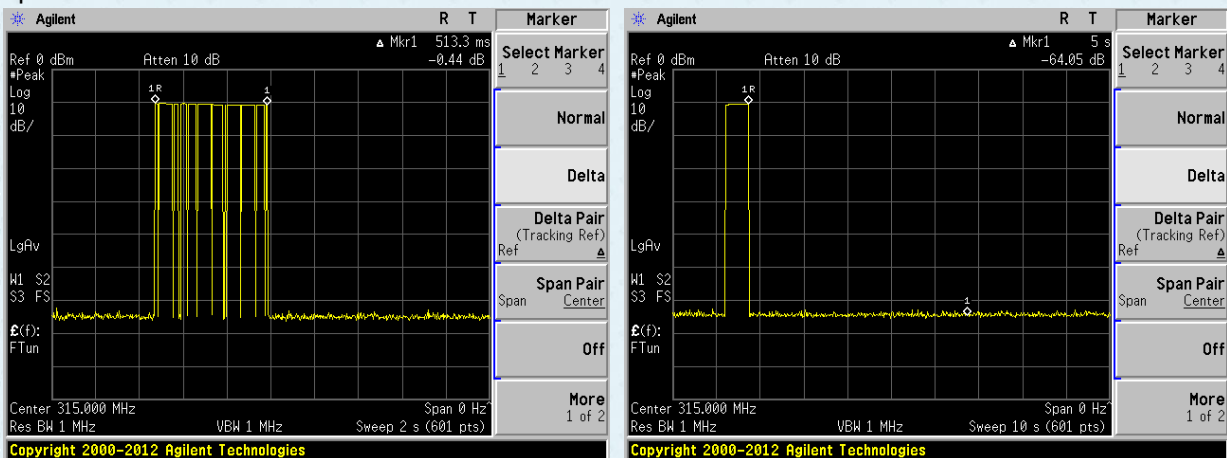 Agilent R T Marker
Δ Mkr1 513.3 ms
Ref 0 dBm Atten 10 dB -0.44 dB
#Peak
Log
10
dB/
1R 1
LgAv
W1 S2
S3 FS
£(f):
FTun
Center 315.000 MHz Span 0 Hz^
Res BW 1 MHz VBW 1 MHz Sweep 2 s (601 pts)
Copyright 2000-2012 Agilent Technologies
Select Marker
1 2 3 4
Normal
Delta
Delta Pair
(Tracking Ref)
Ref Δ
Span Pair
Span Center
Off
More
1 of 2
Agilent R T Marker
Δ Mkr1 5 s
Ref 0 dBm Atten 10 dB -64.05 dB
#Peak
Log
10
dB/
1R
1
LgAv
W1 S2
S3 FS
£(f):
FTun
Center 315.000 MHz Span 0 Hz^
Res BW 1 MHz VBW 1 MHz Sweep 10 s (601 pts)
Copyright 2000-2012 Agilent Technologies
Select Marker
1 2 3 4
Normal
Delta
Delta Pair
(Tracking Ref)
Ref Δ
Span Pair
Span Center
Off
More
1 of 2